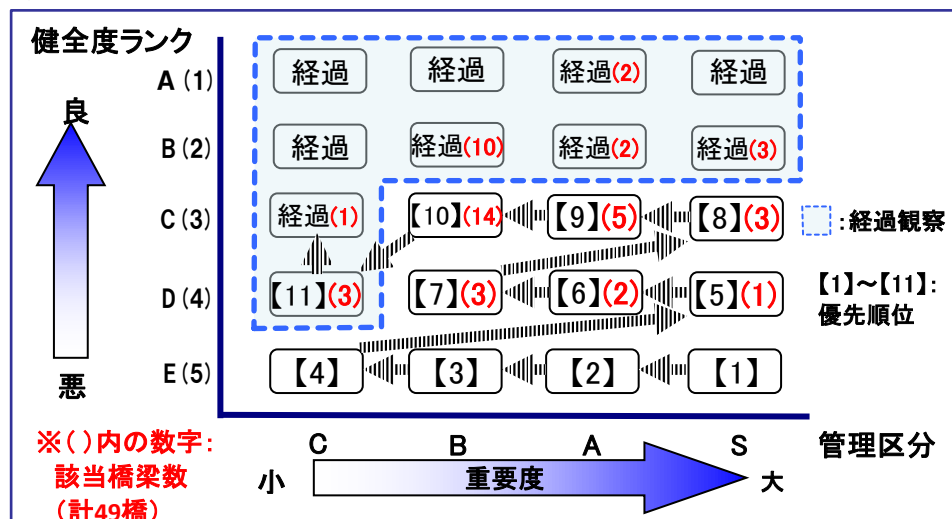 健全度ランク
A(1) 経過 経過 経過(2) 経過
良
B(2) 経過 経過(10) 経過(2) 経過(3)
C(3) 経過(1) 【10】(14) 【9】(5) 【8】(3) :経過観察
D(4) 【11】(3) 【7】(3) 【6】(2) 【5】(1) 【1】~【11】:
優先順位
E(5) 【4】 【3】 【2】 【1】
悪
※( )内の数字:
該当橋梁数
(計49橋)
C B A S 管理区分
小 重要度 大